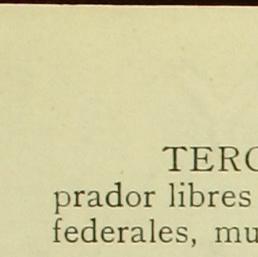 TERC
prador libres
federales, mu